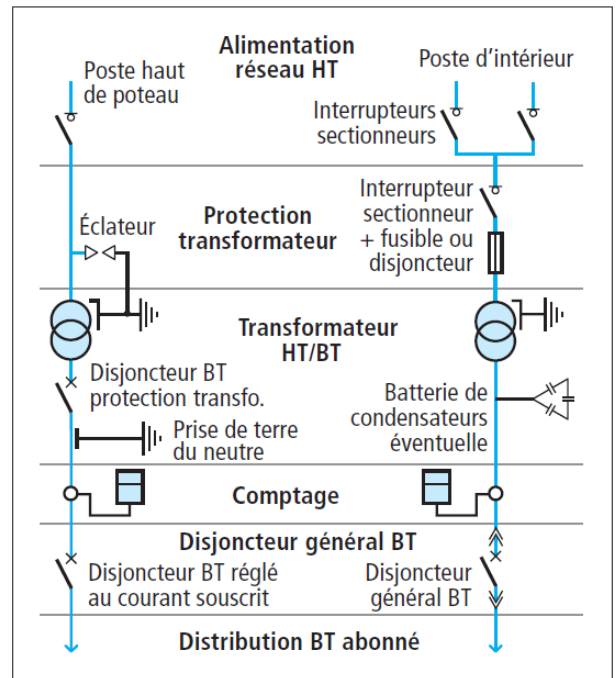 Alimentation
réseau HT
Poste haut
de poteau
Poste d'intérieur
Interrupteurs
sectionneurs
Éclateur
Protection
transformateur
Interrupteur
sectionneur
+ fusible ou
disjoncteur
Transformateur
HT/BT
Disjoncteur BT
protection transfo.
Prise de terre
du neutre
Batterie de
condensateurs
éventuelle
Comptage
Disjoncteur général BT
Disjoncteur BT réglé
au courant souscrit
Disjoncteur
général BT
Distribution BT abonné